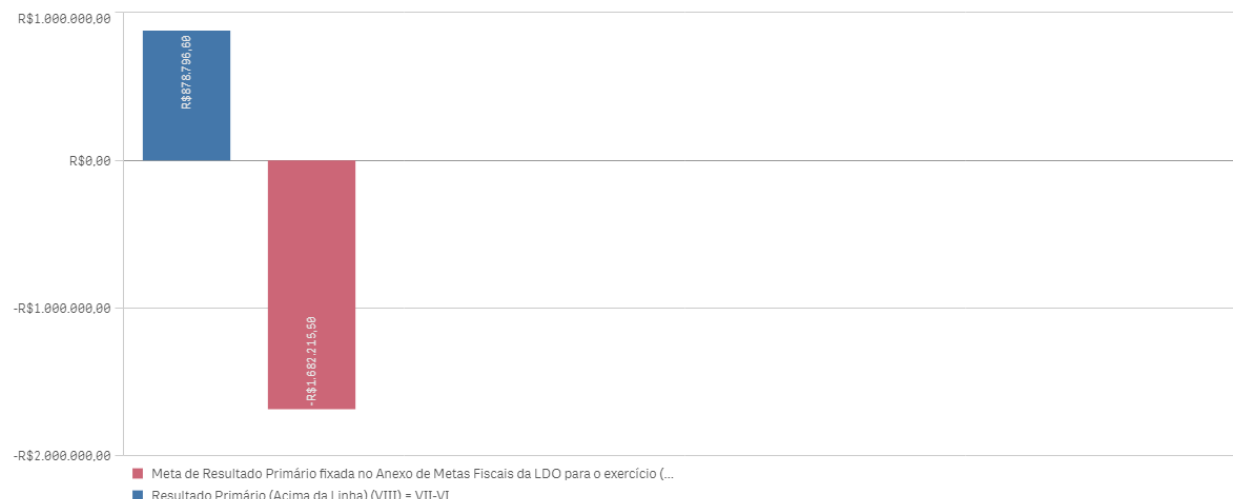 R$1.000.000,00
R$878.796,60
R$0,00
-R$1.000.000,00
-R$1.682.215,50
-R$2.000.000,00
Meta de Resultado Primário fixada no Anexo de Metas Fiscais da LDO para o exercício (...
Resultado Primário (Acima da Linha) (VIII) = VII-VI